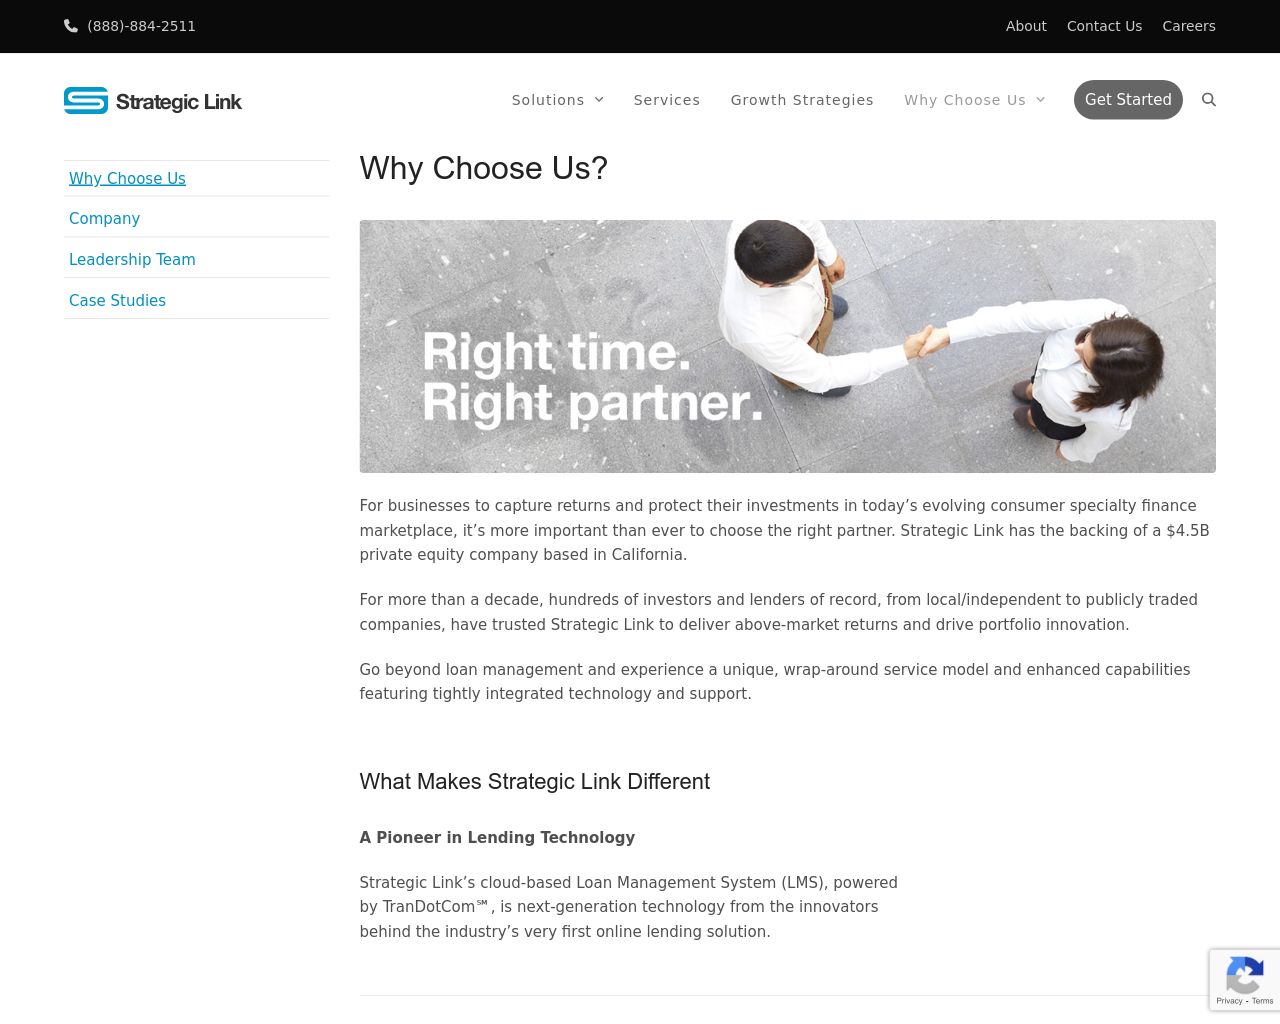 (888)-884-2511
About Contact Us Careers
Strategic Link
Solutions Services Growth Strategies Why Choose Us Get Started
Why Choose Us
Company
Leadership Team
Case Studies
Why Choose Us?
Right time.
Right partner.
For businesses to capture returns and protect their investments in today’s evolving consumer specialty finance
marketplace, it’s more important than ever to choose the right partner. Strategic Link has the backing of a $4.5B
private equity company based in California.
For more than a decade, hundreds of investors and lenders of record, from local/independent to publicly traded
companies, have trusted Strategic Link to deliver above-market returns and drive portfolio innovation.
Go beyond loan management and experience a unique, wrap-around service model and enhanced capabilities
featuring tightly integrated technology and support.
What Makes Strategic Link Different
A Pioneer in Lending Technology
Strategic Link’s cloud-based Loan Management System (LMS), powered
by TranDotCom℠, is next-generation technology from the innovators
behind the industry’s very first online lending solution.
Privacy - Terms